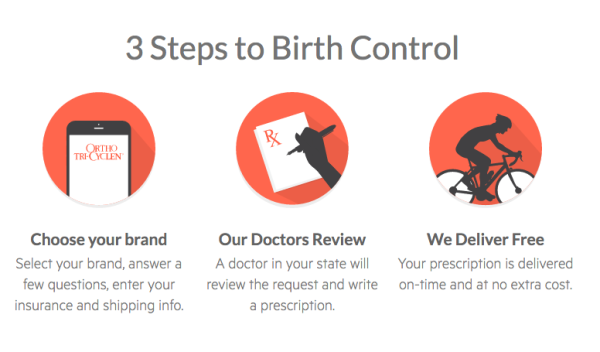 3 Steps to Birth Control
ORTHO
TRI-CYCLEN
Rx
Choose your brand
Select your brand, answer a
few questions, enter your
insurance and shipping info.
Our Doctors Review
A doctor in your state will
review the request and write
a prescription.
We Deliver Free
Your prescription is delivered
on-time and at no extra cost.